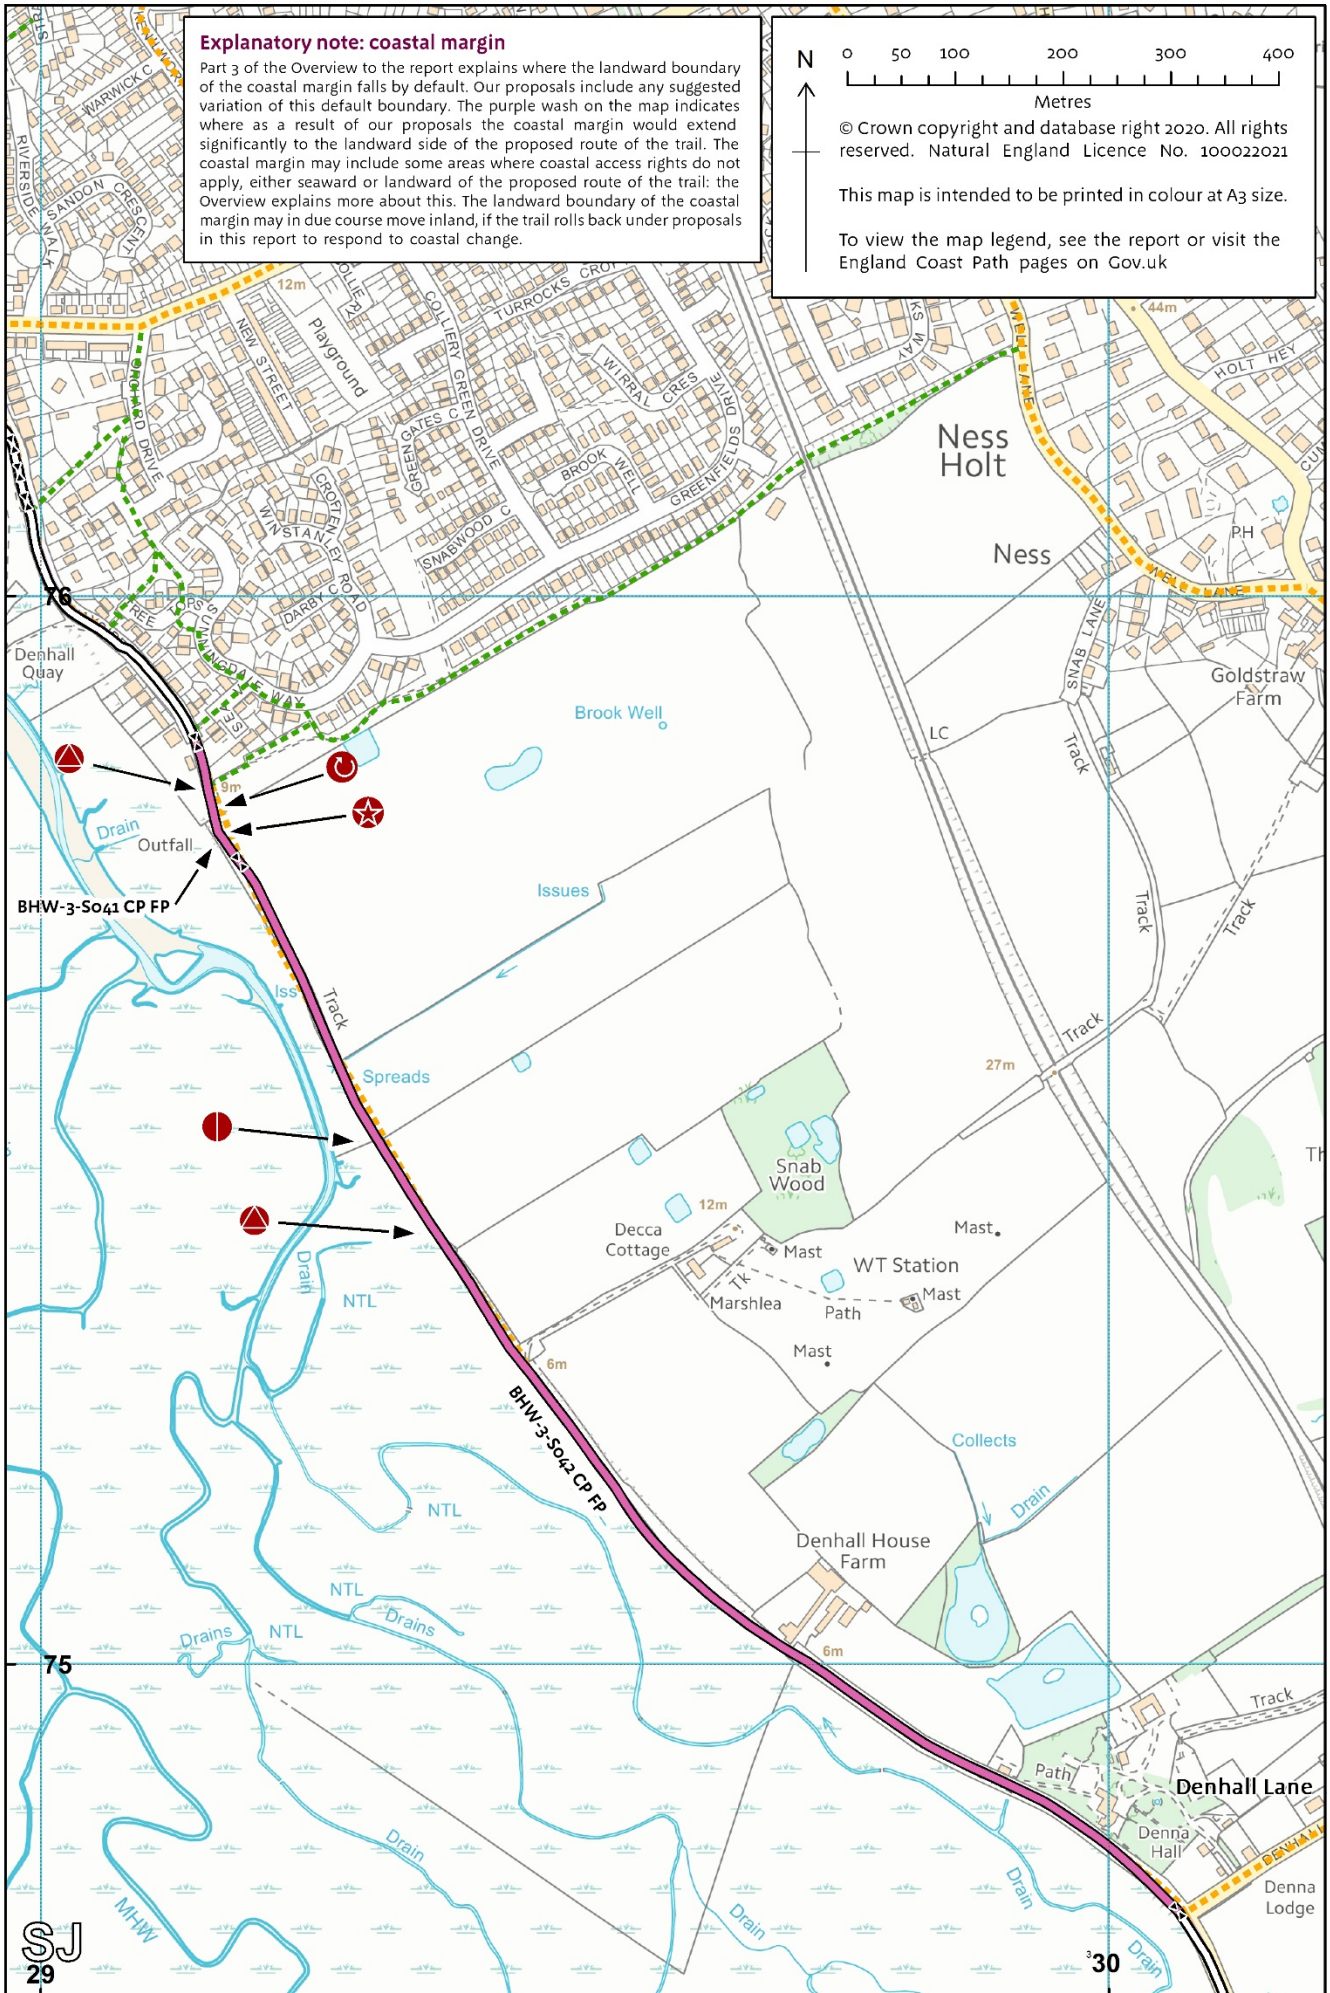 Explanatory note: coastal margin
Part 3 of the Overview to the report explains where the landward boundary
of the coastal margin falls by default. Our proposals include any suggested
variation of this default boundary. The purple wash on the map indicates
where as a result of our proposals the coastal margin would extend
significantly to the landward side of the proposed route of the trail. The
coastal margin may include some areas where coastal access rights do not
apply, either seaward or landward of the proposed route of the trail: the
Overview explains more about this. The landward boundary of the coastal
margin may in due course move inland, if the trail rolls back under proposals
in this report to respond to coastal change.
N
0 50 100 200 300 400
Metres
© Crown copyright and database right 2020. All rights
reserved. Natural England Licence No. 100022021
This map is intended to be printed in colour at A3 size.
To view the map legend, see the report or visit the
England Coast Path pages on Gov.uk
WARWICK C
RIVERSIDE WALK
SANDON CRESCENT
12m
NEW STREET
Playground
COLLIERY GREEN DRIVE
TURROCKS CRO
WIRRAL CRES
GREENFIELDS DRIVE
KS WAY
44m
HOLT HEY
GREENGATES C
BROOK WELL
SNABWOOD C
CROFTEN
WINSTANLEY ROAD
DARBY C
Ness
Holt
Ness
PH
WELL LANE
SNAB LANE
Goldstraw
Farm
76
Denhall
Quay
SUNNINGDALE WAY
SEA
Brook Well
LC
Track
9m
Drain
Outfall
BHW-3-S041 CP FP
Issues
Track
Track
Iss
Track
Track
Spreads
27m
Snab
Wood
12m
Decca
Cottage
Mast
Mast
WT Station
Tk
Marshlea
Mast
Path
Mast
Drain
NTL
6m
BHW-3-S042 CP FP
Collects
Drain
NTL
Denhall House
Farm
NTL
Drains
Drains
NTL
6m
75
Track
Path
Denhall Lane
Denna
Hall
Denna
Lodge
Drain
Drain
Drain
Drain
MHW
SJ
29
³30